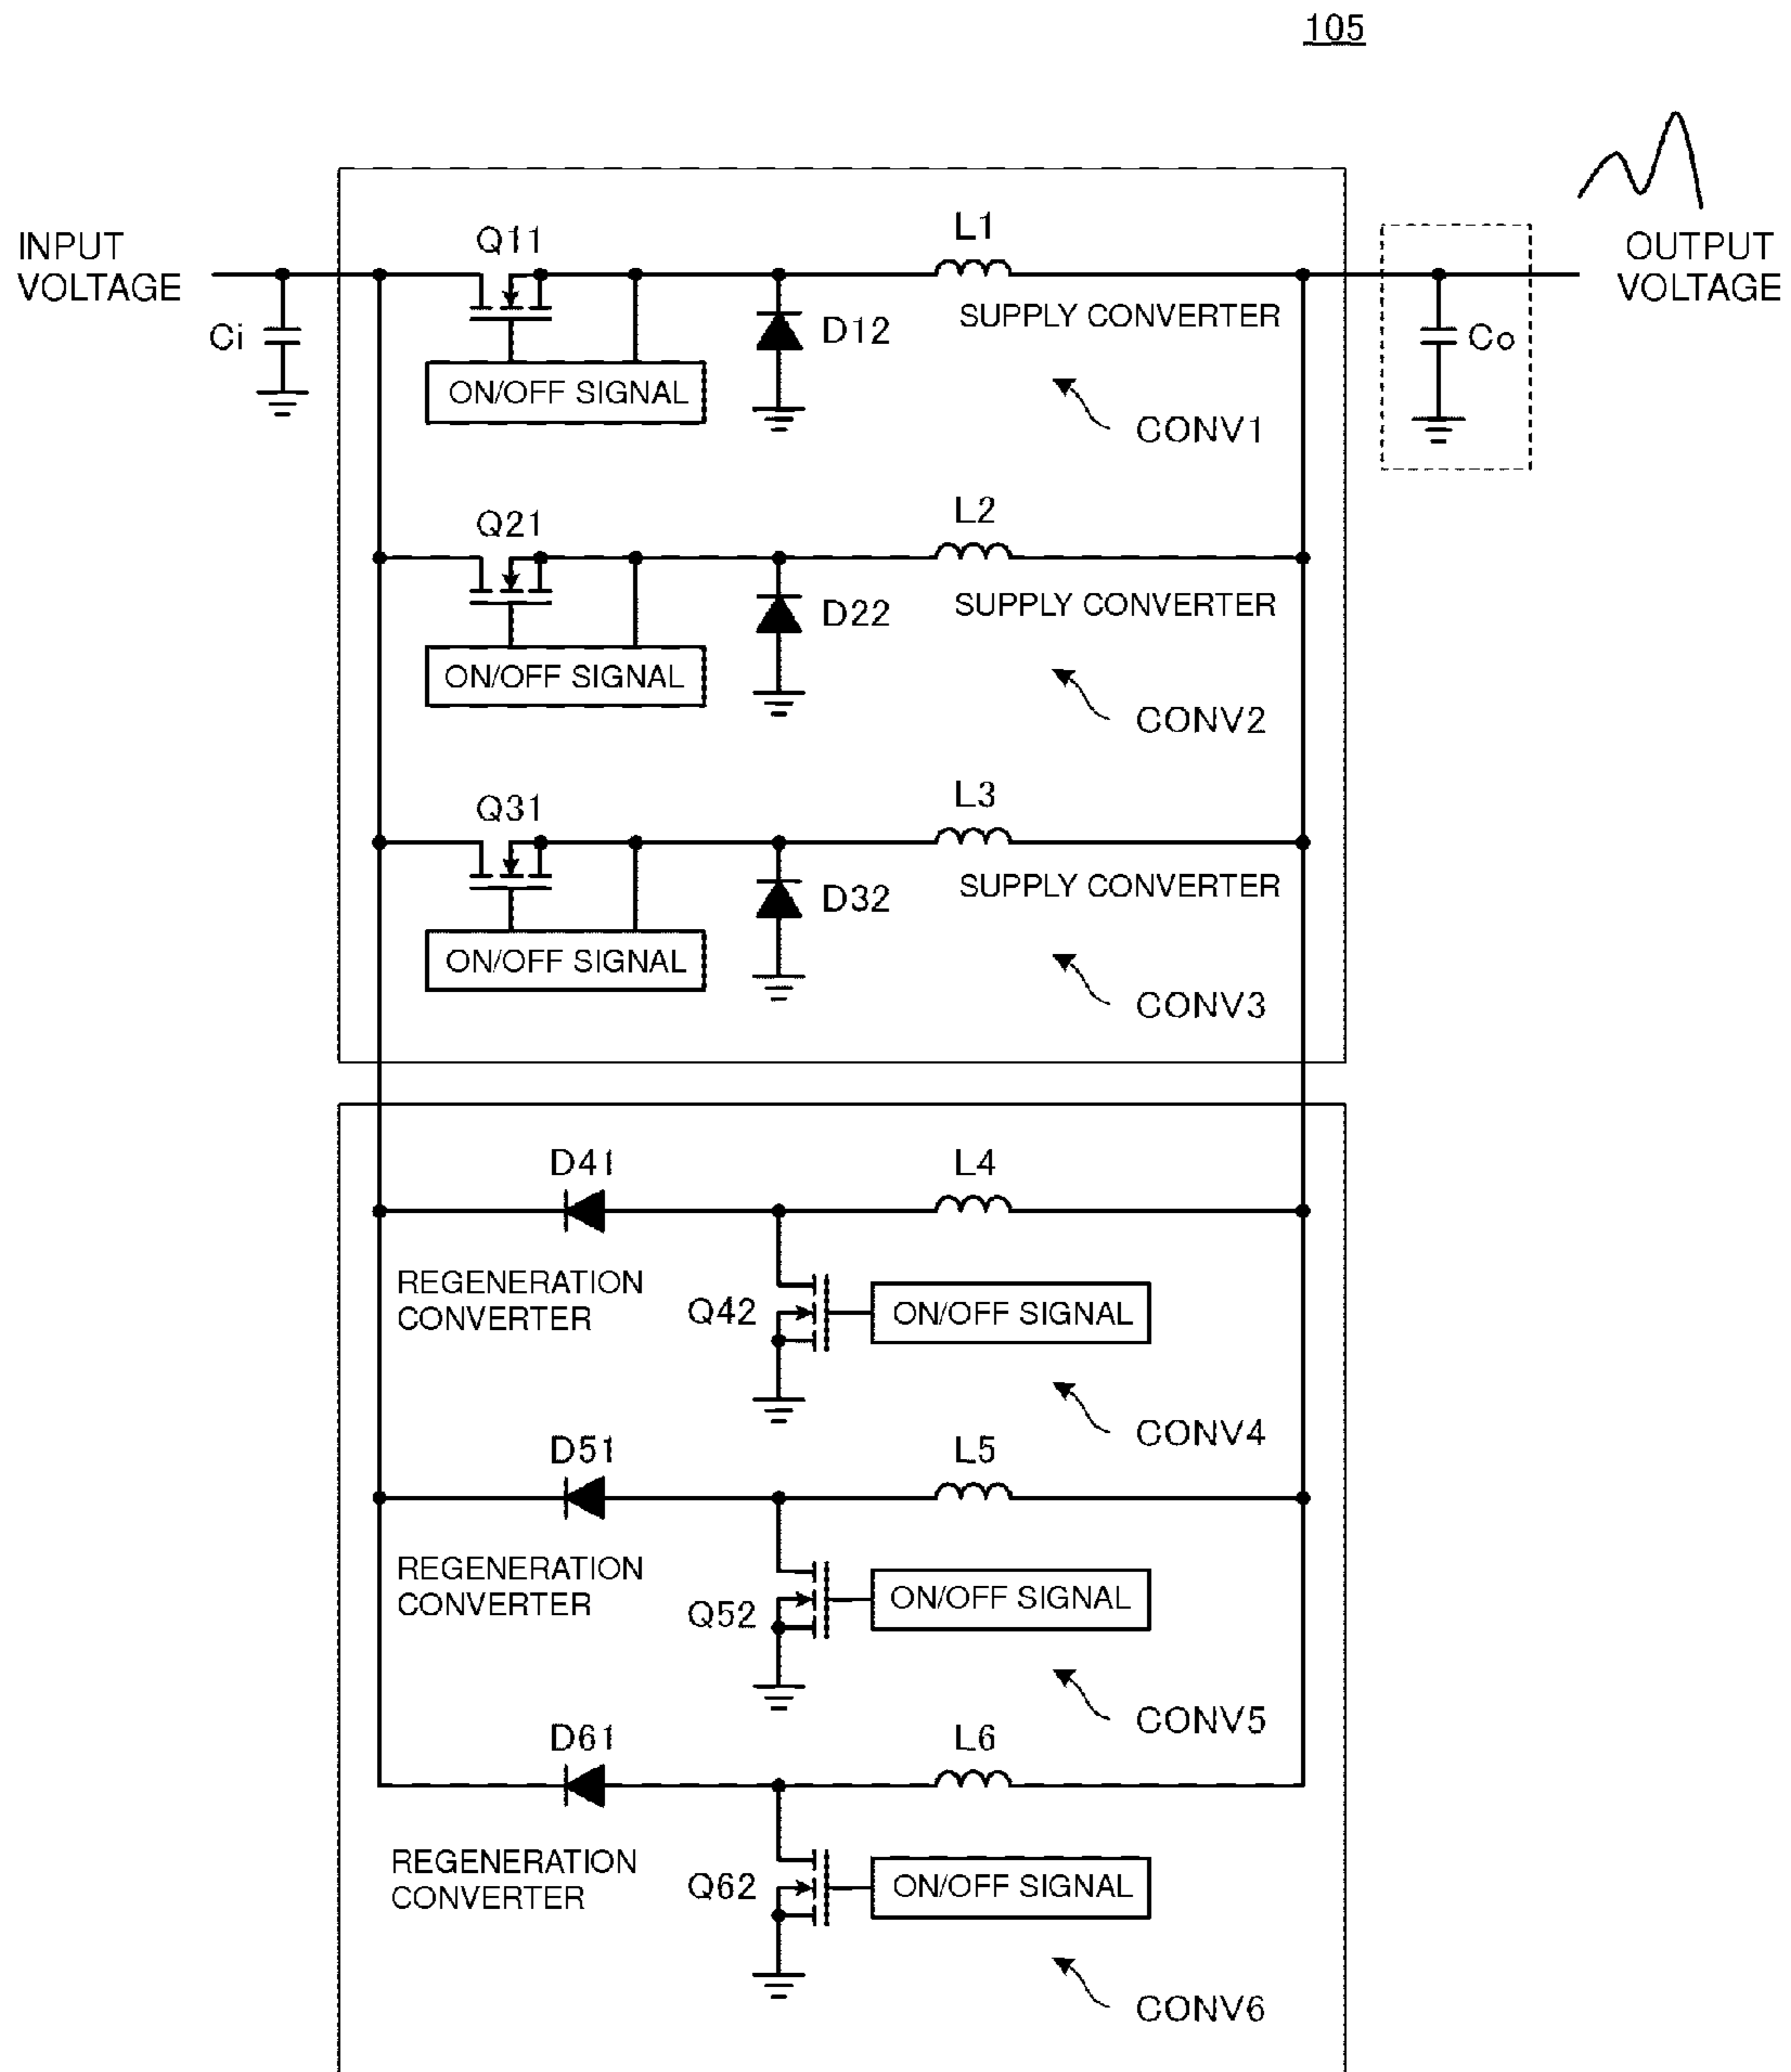 105
INPUT
VOLTAGE
Q11
L1
OUTPUT
VOLTAGE
Ci
D12
SUPPLY CONVERTER
Co
ON/OFF SIGNAL
CONV1
Q21
L2
D22
SUPPLY CONVERTER
ON/OFF SIGNAL
CONV2
Q31
L3
D32
SUPPLY CONVERTER
ON/OFF SIGNAL
CONV3
D41
L4
REGENERATION
CONVERTER
Q42
ON/OFF SIGNAL
CONV4
D51
L5
REGENERATION
CONVERTER
Q52
ON/OFF SIGNAL
CONV5
D61
L6
REGENERATION
CONVERTER
Q62
ON/OFF SIGNAL
CONV6